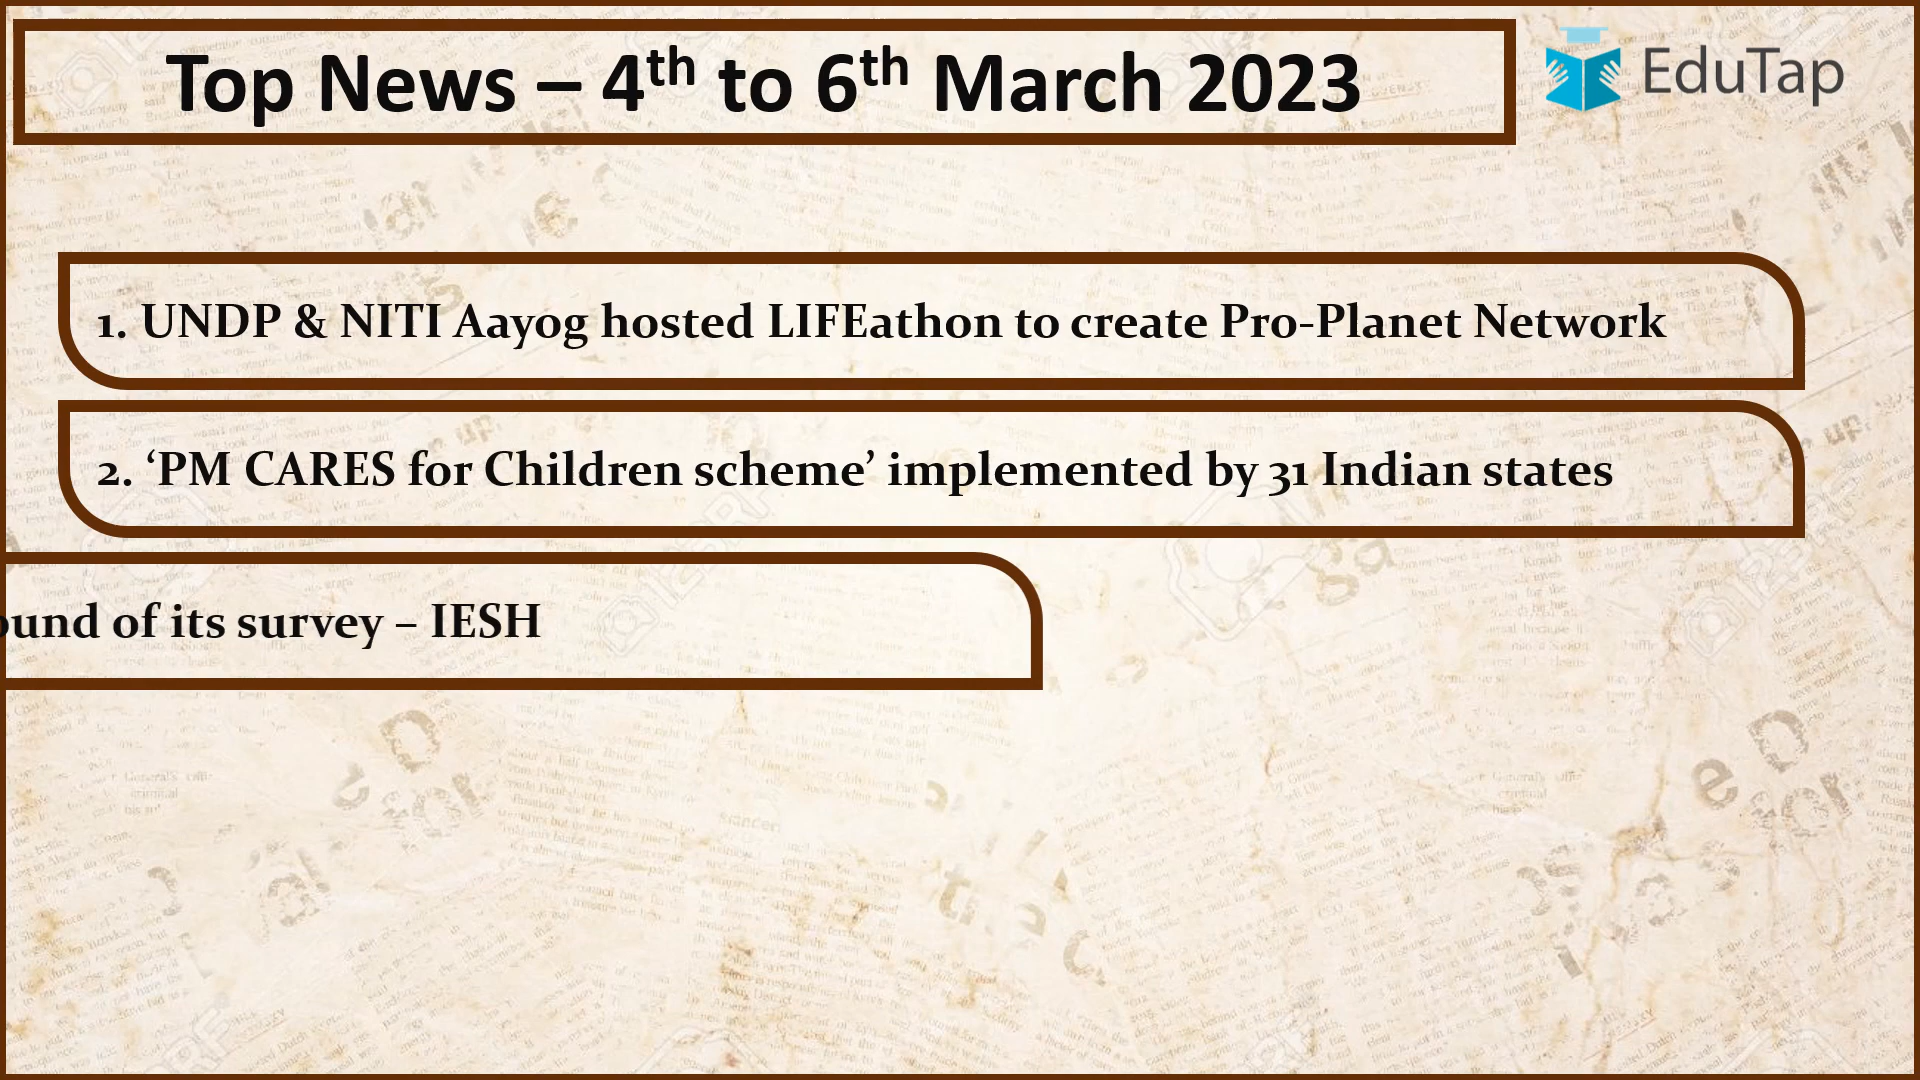 Top News – 4th to 6th March 2023
EduTap
1. UNDP & NITI Aayog hosted LIFEathon to create Pro-Planet Network
2. ‘PM CARES for Children scheme’ implemented by 31 Indian states
of its survey – IESH